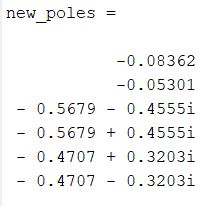 new_poles =
-0.08362
-0.05301
- 0.5679 - 0.4555i
- 0.5679 + 0.4555i
- 0.4707 + 0.3203i
- 0.4707 - 0.3203i